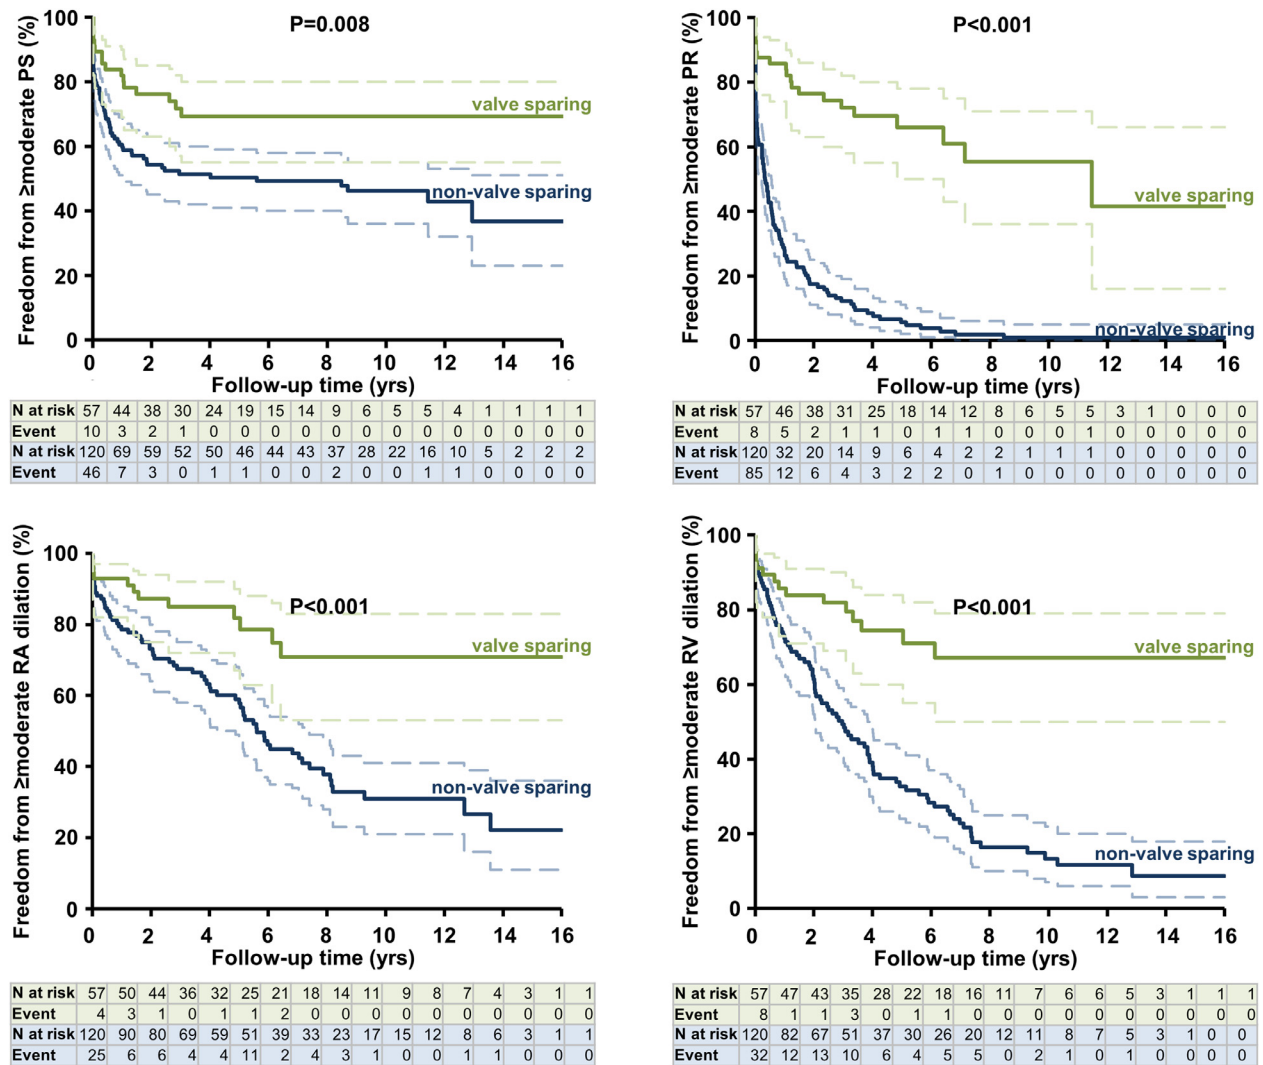 Freedom from ≥moderate PS (%)
P=0.008
100
80
60
40
20
0
valve sparing
non-valve sparing
0 2 4 6 8 10 12 14 16
Follow-up time (yrs)
N at risk 57 44 38 30 24 19 15 14 9 6 5 5 4 1 1 1 1
Event 10 3 2 1 0 0 0 0 0 0 0 0 0 0 0 0 0
N at risk 120 69 59 52 50 46 44 43 37 28 22 16 10 5 2 2 2
Event 46 7 3 0 1 1 0 0 2 0 0 1 1 0 0 0 0
Freedom from ≥moderate PR (%)
P<0.001
100
80
60
40
20
0
valve sparing
non-valve sparing
0 2 4 6 8 10 12 14 16
Follow-up time (yrs)
N at risk 57 46 38 31 25 18 14 12 8 6 5 5 3 1 0 0 0
Event 8 5 2 1 1 0 1 1 0 0 0 1 0 0 0 0 0
N at risk 120 32 20 14 9 6 4 2 2 1 1 1 0 0 0 0 0
Event 85 12 6 4 3 2 2 0 1 0 0 0 0 0 0 0 0
Freedom from ≥moderate RA dilation (%)
P<0.001
100
80
60
40
20
0
valve sparing
non-valve sparing
0 2 4 6 8 10 12 14 16
Follow-up time (yrs)
N at risk 57 50 44 36 32 25 21 18 14 11 9 8 7 4 3 1 1
Event 4 3 1 0 1 1 2 0 0 0 0 0 0 0 0 0 0
N at risk 120 90 80 69 59 51 39 33 23 17 15 12 8 6 3 1 1
Event 25 6 6 4 4 11 2 4 3 1 0 0 1 1 0 0 0
Freedom from ≥moderate RV dilation (%)
P<0.001
100
80
60
40
20
0
valve sparing
non-valve sparing
0 2 4 6 8 10 12 14 16
Follow-up time (yrs)
N at risk 57 47 43 35 28 22 18 16 11 7 6 6 5 3 1 1 1
Event 8 1 1 3 0 1 1 0 0 0 0 0 0 0 0 0 0
N at risk 120 82 67 51 37 30 26 20 12 11 8 7 5 3 1 0 0
Event 32 12 13 10 6 4 5 5 0 2 1 0 1 0 0 0 0